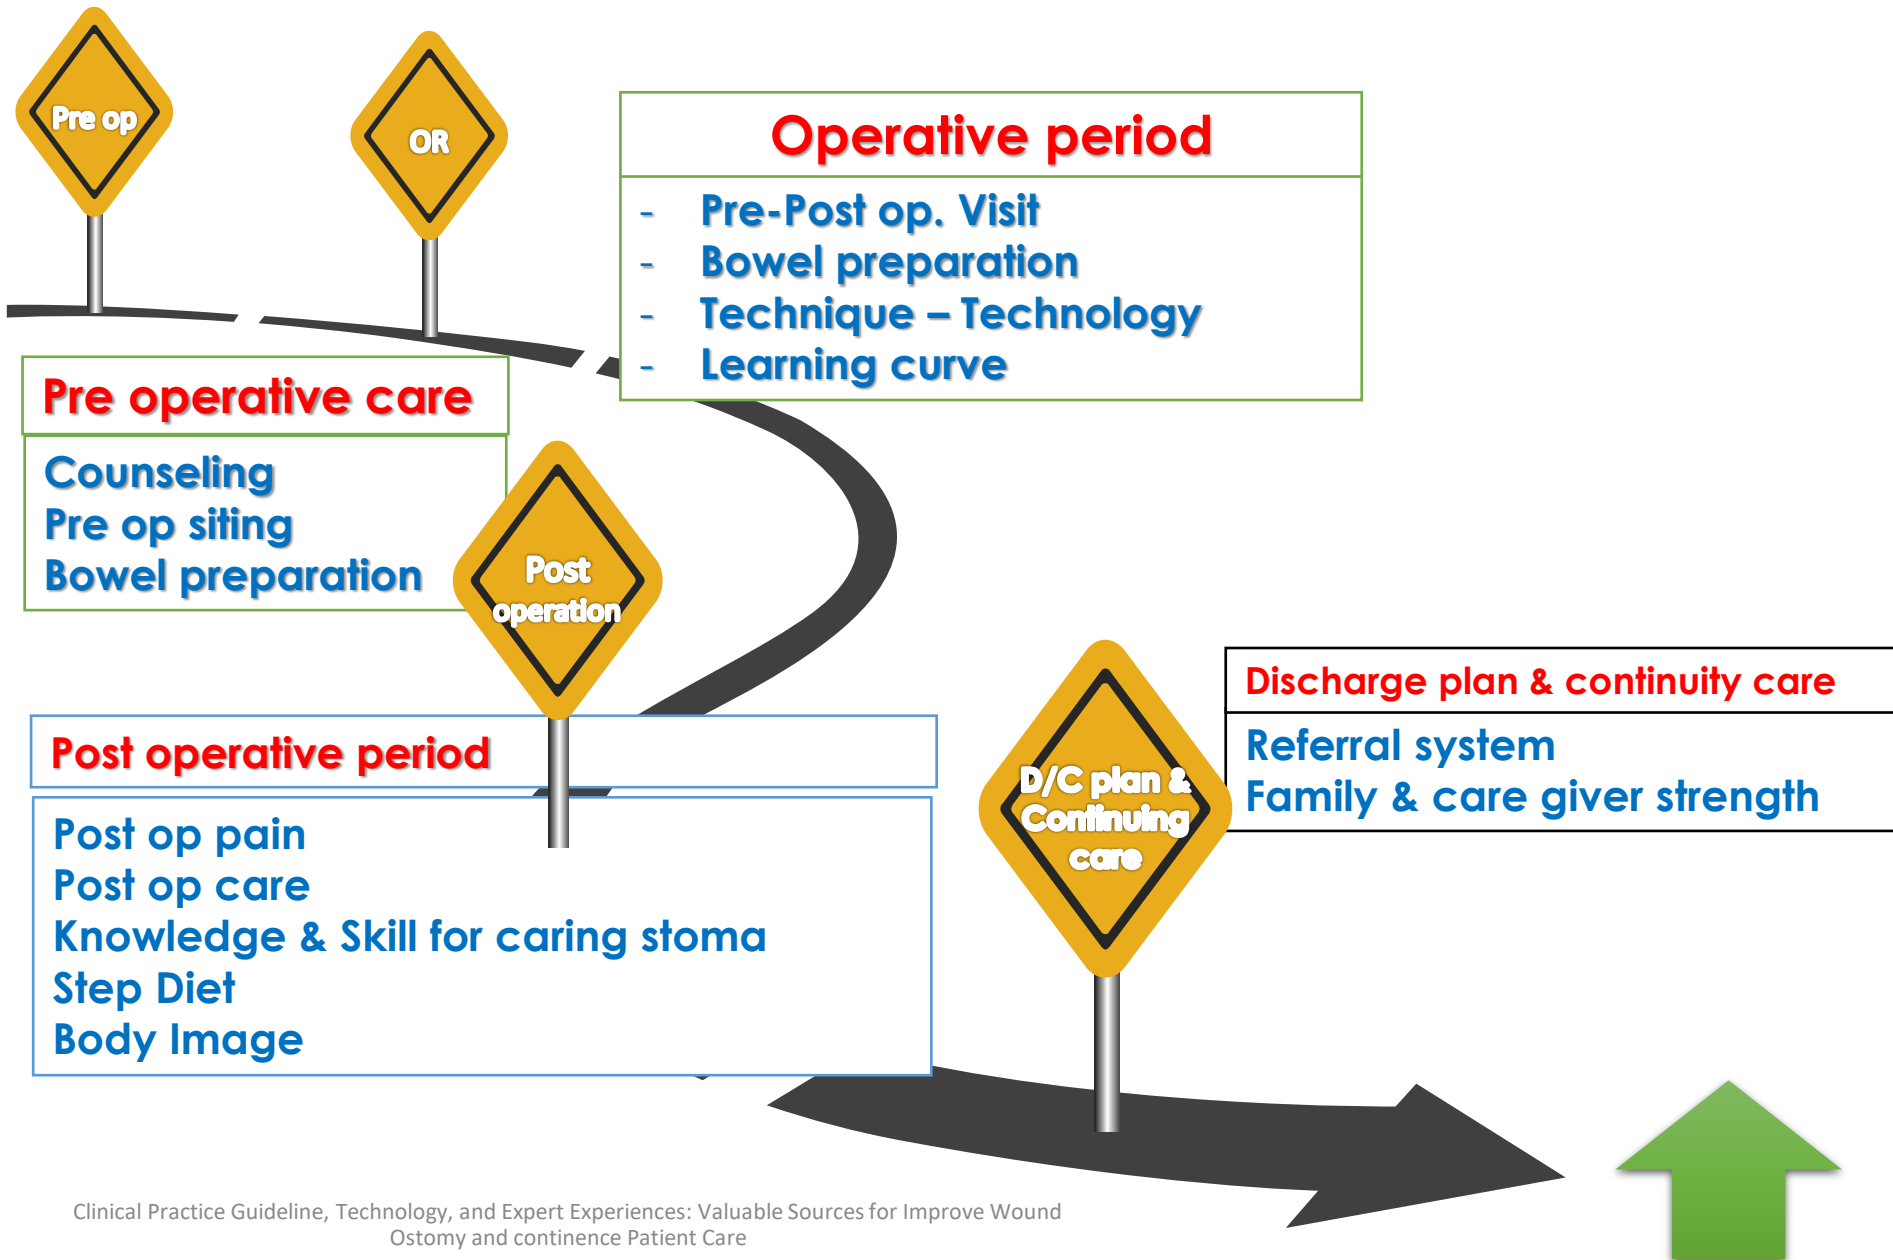 Pre op
OR
Operative period
- Pre-Post op. Visit
- Bowel preparation
- Technique – Technology
- Learning curve
Pre operative care
Counseling
Pre op siting
Bowel preparation
Post
operation
Post operative period
Post op pain
Post op care
Knowledge & Skill for caring stoma
Step Diet
Body Image
D/C plan &
Continuing
care
Discharge plan & continuity care
Referral system
Family & care giver strength
Clinical Practice Guideline, Technology, and Expert Experiences: Valuable Sources for Improve Wound
Ostomy and continence Patient Care